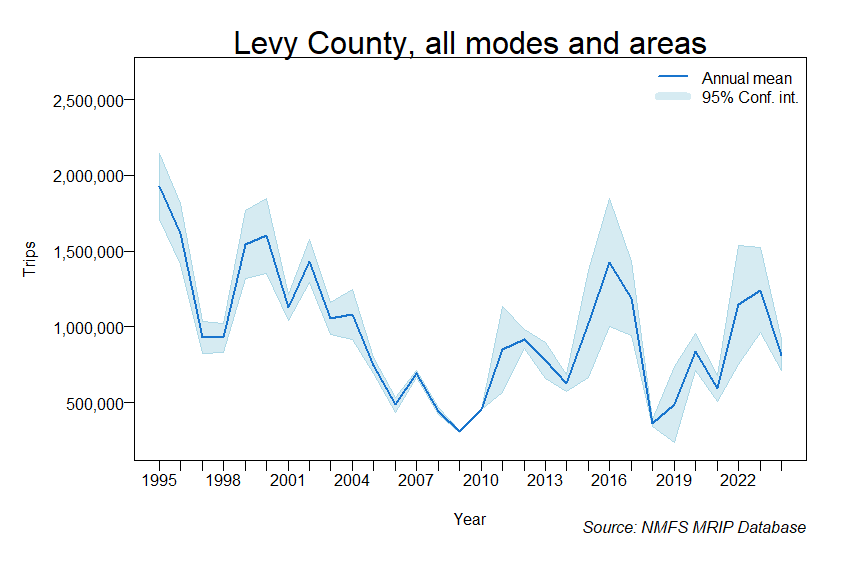 Levy County, all modes and areas
Annual mean
95% Conf. int.
2,500,000
2,000,000
1,500,000
1,000,000
500,000
Trips
1995 1998 2001 2004 2007 2010 2013 2016 2019 2022
Year
Source: NMFS MRIP Database